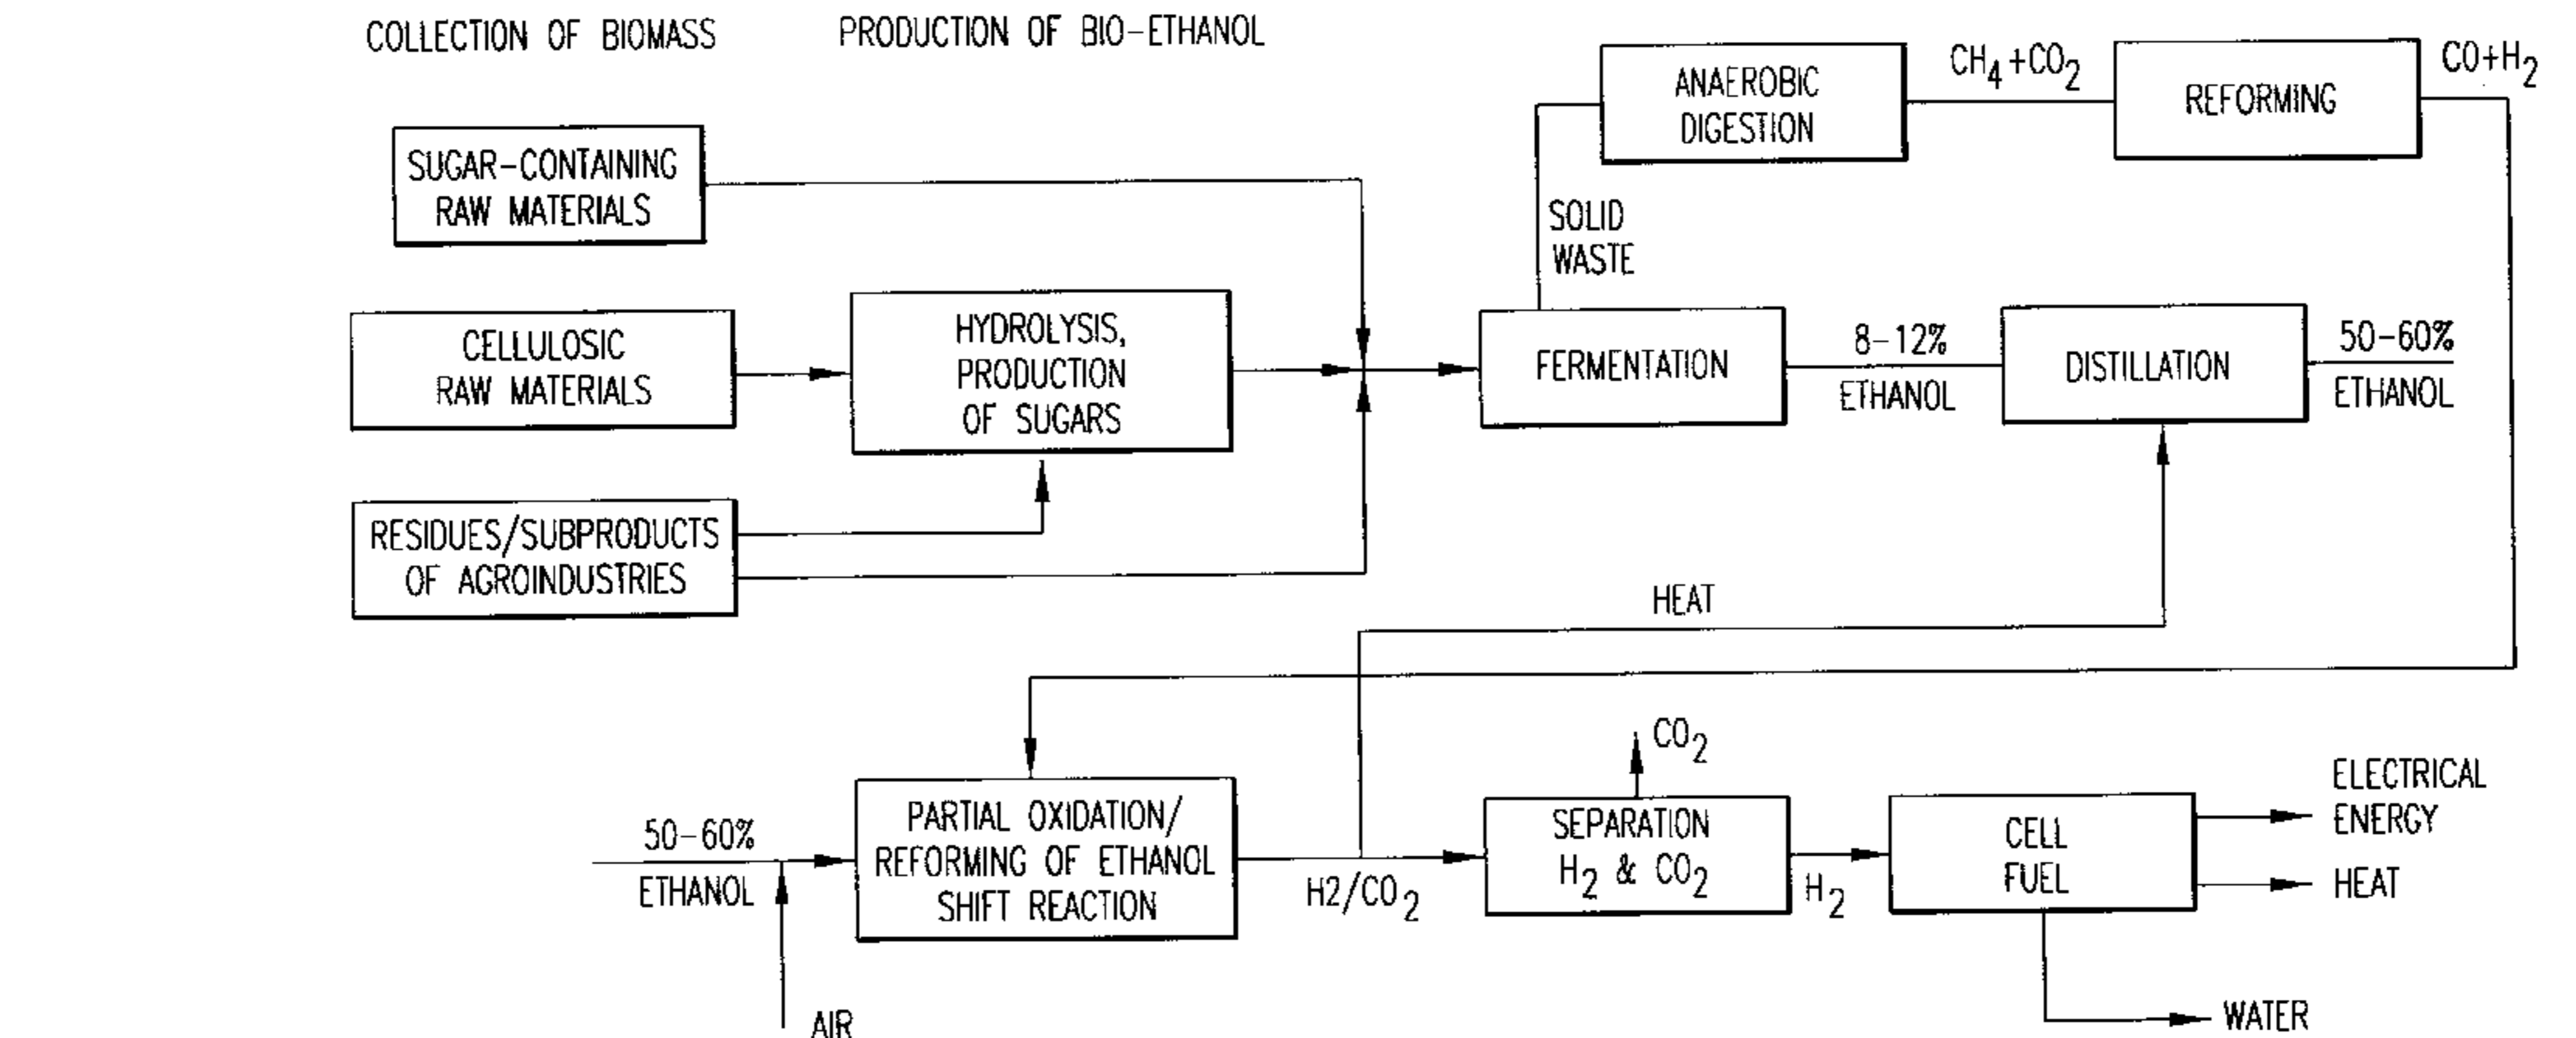 COLLECTION OF BIOMASS
PRODUCTION OF BIO-ETHANOL
SUGAR-CONTAINING
RAW MATERIALS
CELLULOSIC
RAW MATERIALS
RESIDUES/SUBPRODUCTS
OF AGROINDUSTRIES
HYDROLYSIS,
PRODUCTION
OF SUGARS
ANAEROBIC
DIGESTION
CH4+CO2
REFORMING
CO+H2
SOLID
WASTE
FERMENTATION
8-12%
ETHANOL
DISTILLATION
50-60%
ETHANOL
HEAT
50-60%
ETHANOL
AIR
PARTIAL OXIDATION/
REFORMING OF ETHANOL
SHIFT REACTION
H2/CO2
CO2
SEPARATION
H2 & CO2
H2
CELL
FUEL
ELECTRICAL
ENERGY
HEAT
WATER